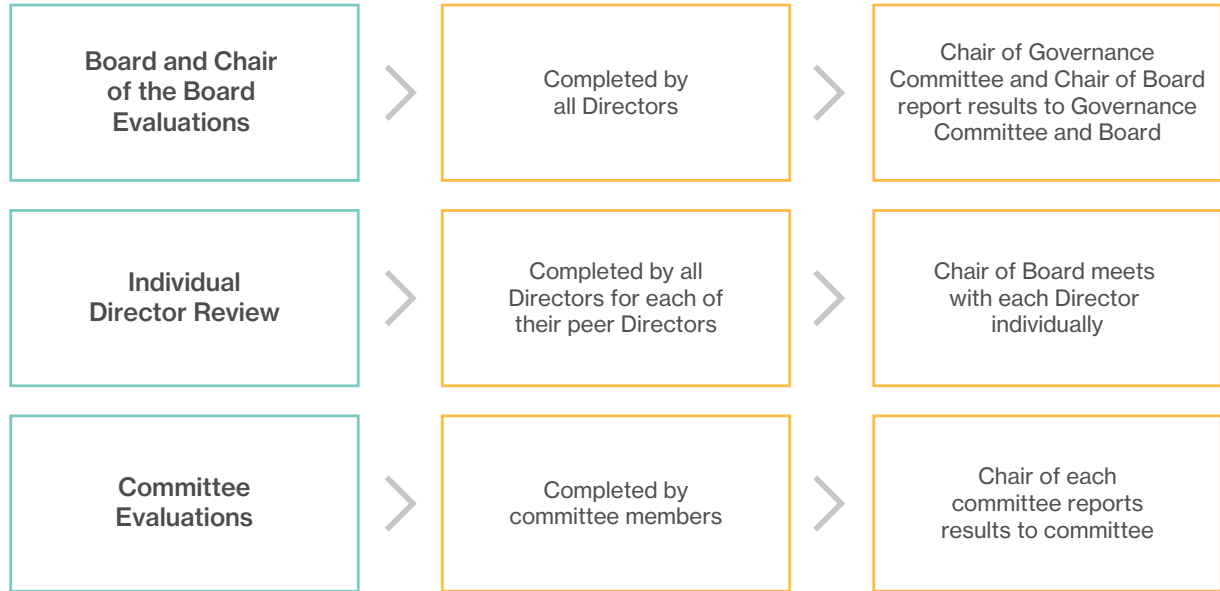 Board and Chair
of the Board
Evaluations
Completed by
all Directors
Chair of Governance
Committee and Chair of Board
report results to Governance
Committee and Board
Individual
Director Review
Completed by all
Directors for each of
their peer Directors
Chair of Board meets
with each Director
individually
Committee
Evaluations
Completed by
committee members
Chair of each
committee reports
results to committee